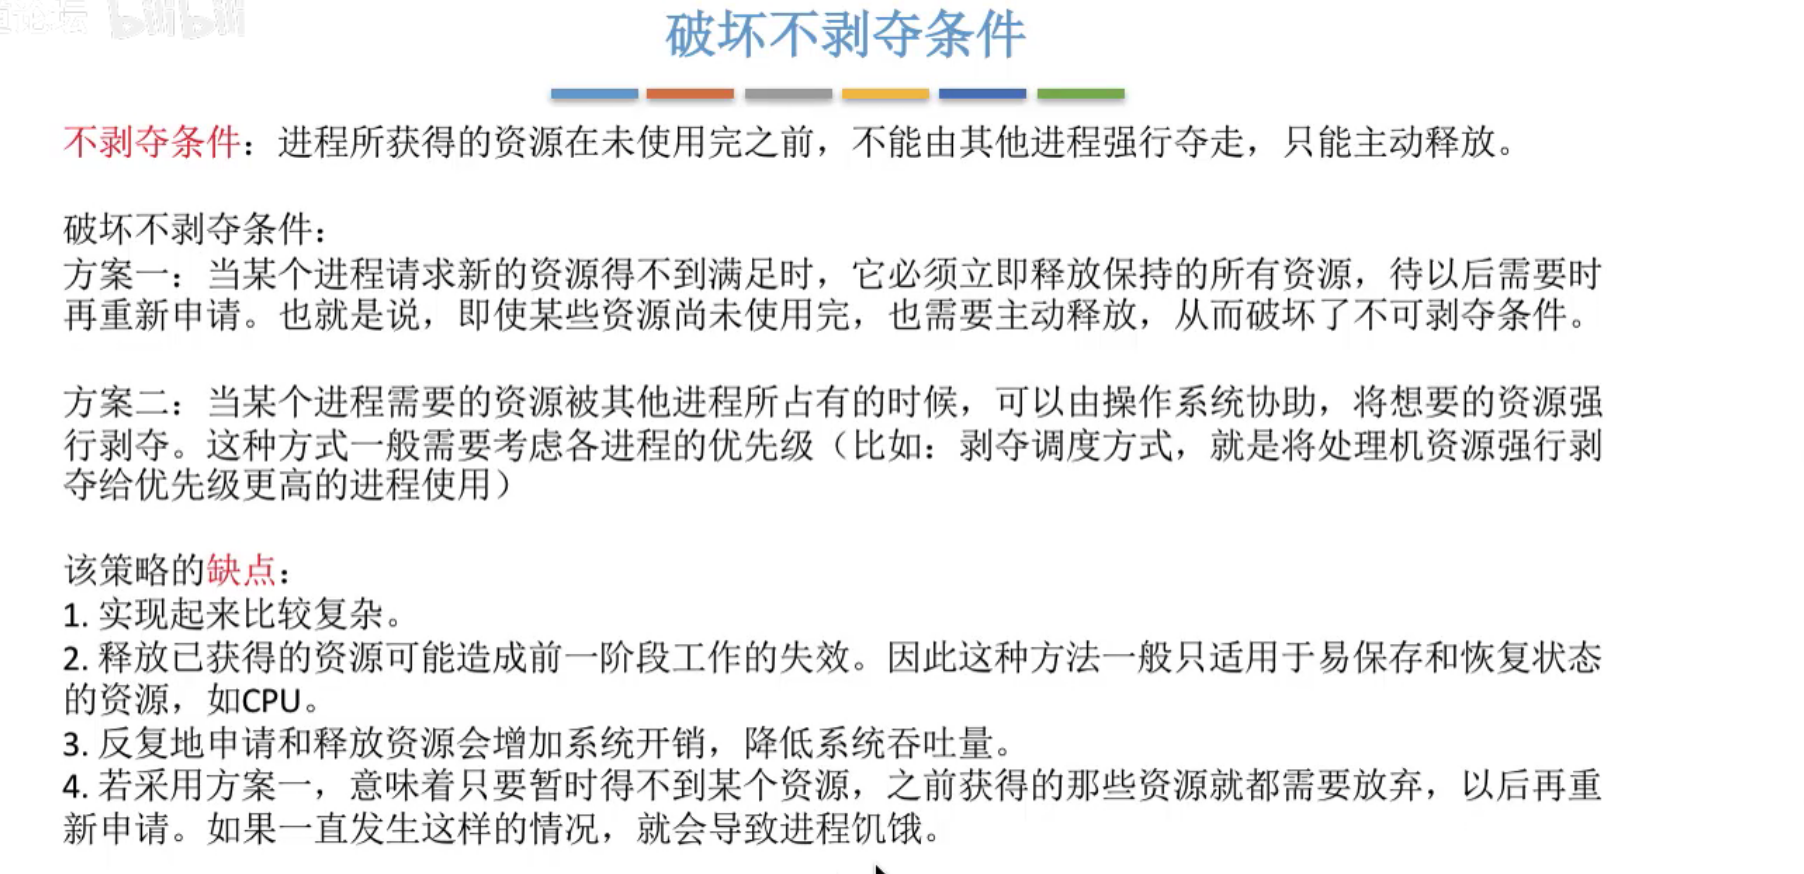 论坛 bilibili
破坏不剥夺条件
不剥夺条件：进程所获得的资源在未使用完之前，不能由其他进程强行夺走，只能主动释放。
破坏不剥夺条件：
方案一：当某个进程请求新的资源得不到满足时，它必须立即释放保持的所有资源，待以后需要时
再重新申请。也就是说，即使某些资源尚未使用完，也需要主动释放，从而破坏了不可剥夺条件。
方案二：当某个进程需要的资源被其他进程所占有的时候，可以由操作系统协助，将想要的资源强
行剥夺。这种方式一般需要考虑各进程的优先级（比如：剥夺调度方式，就是将处理机资源强行剥
夺给优先级更高的进程使用）
该策略的缺点：
1. 实现起来比较复杂。
2. 释放已获得的资源可能造成前一阶段工作的失效。因此这种方法一般只适用于易保存和恢复状态
的资源，如CPU。
3. 反复地申请和释放资源会增加系统开销，降低系统吞吐量。
4. 若采用方案一，意味着只要暂时得不到某个资源，之前获得的那些资源就都需要放弃，以后再重
新申请。如果一直发生这样的情况，就会导致进程饥饿。